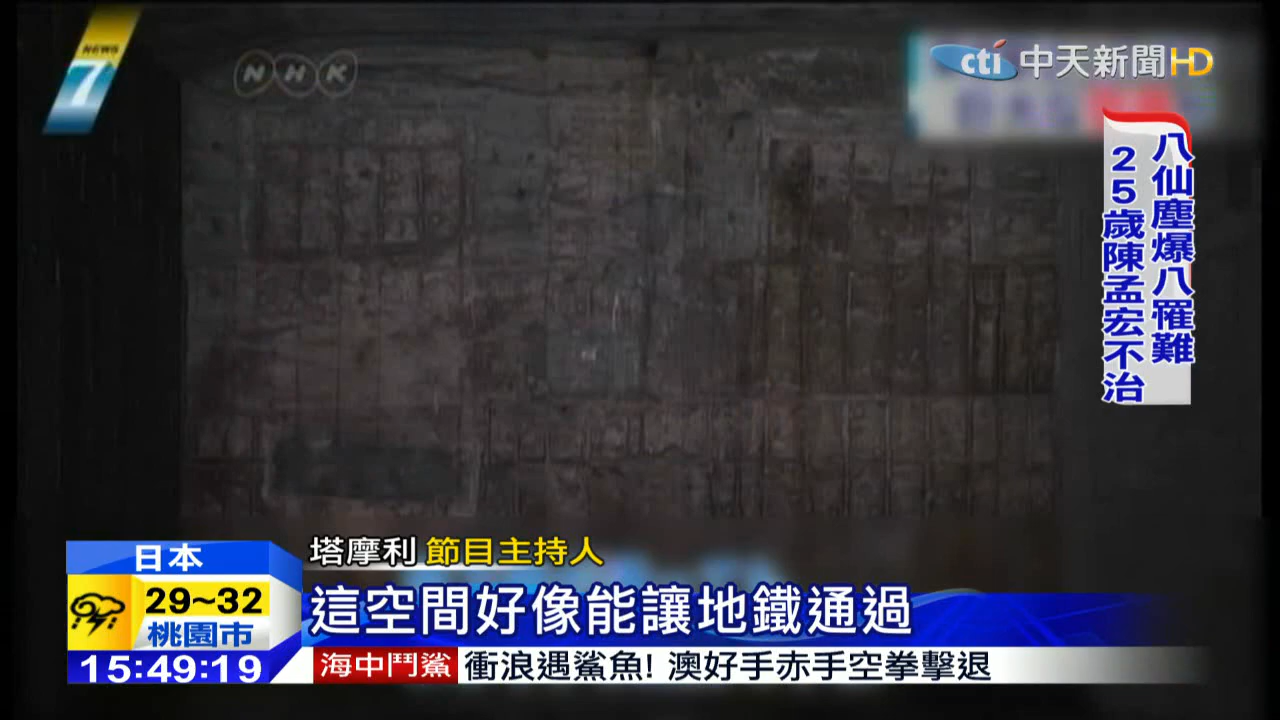 NEWS
7
NHK
cti 中天新聞HD
八仙塵爆八罹難
25歲陳孟宏不治
日本
29~32
桃園市
15:49:19
塔摩利 節目主持人
這空間好像能讓地鐵通過
海中鬥鯊 衝浪遇鯊魚! 澳好手赤手空拳擊退